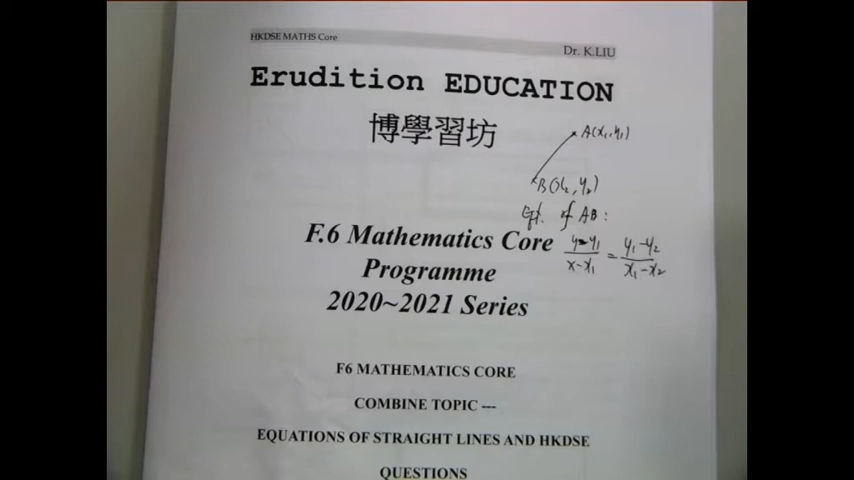 HKDSE MATHS Core
Dr. K.LIU
Erudition EDUCATION
博學習坊
A(x₁, y₁)
B(x₂, y₂)
Eqt. of AB:
(y-y₁)/(x-x₁) = (y₁-y₂)/(x₁-x₂)
F.6 Mathematics Core
Programme
2020~2021 Series
F6 MATHEMATICS CORE
COMBINE TOPIC ---
EQUATIONS OF STRAIGHT LINES AND HKDSE
QUESTIONS